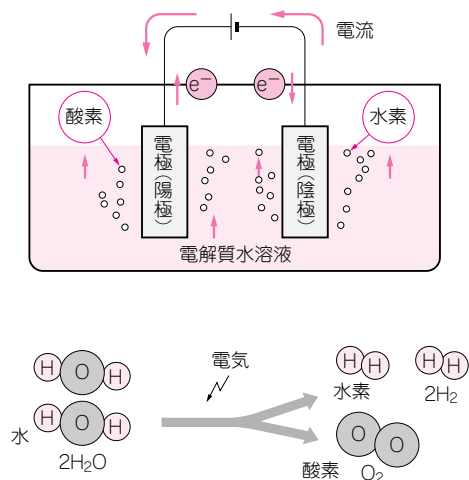 電流
e−
e−
酸素
水素
電極(陽極)
電極(陰極)
電解質水溶液
電気
H O H
H O H
水
2H₂O
H H
H H
水素
2H₂
O O
酸素
O₂